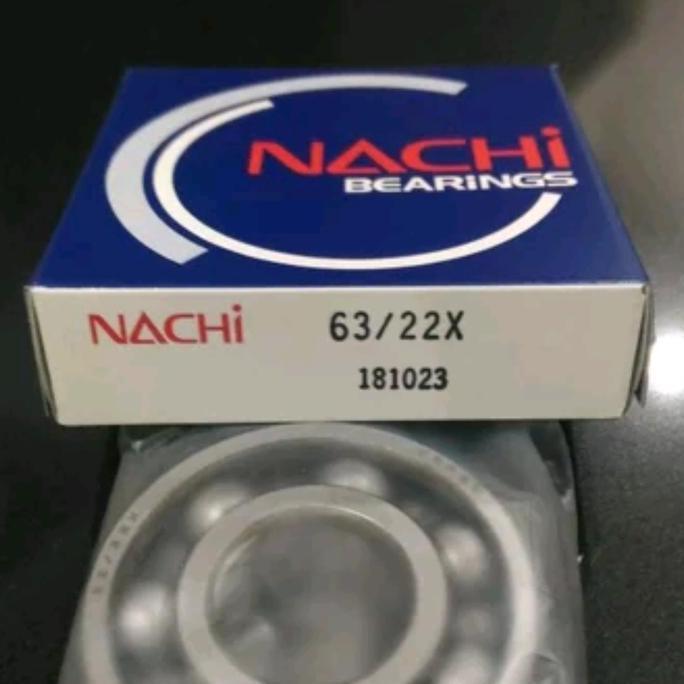 NACHi
BEARiNGS
NACHi 63/22X
181023